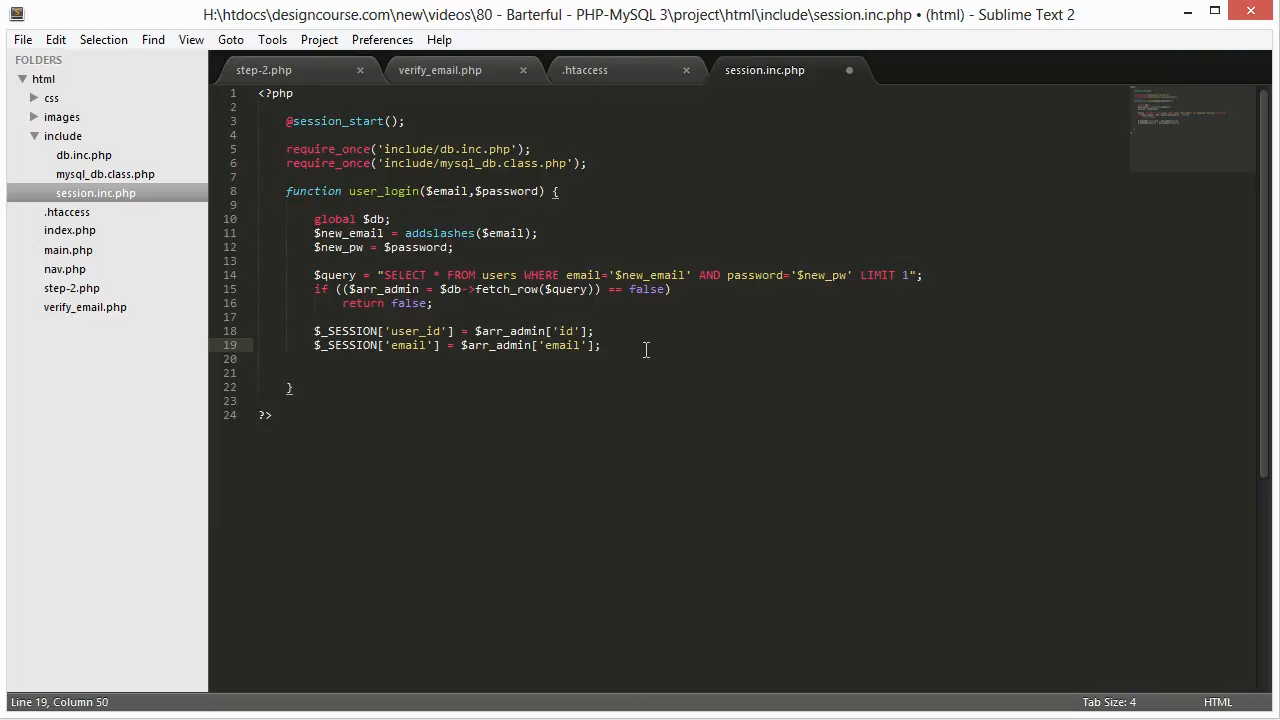 H:\htdocs\designcourse.com\new\videos\80 - Barterful - PHP-MySQL 3\project\html\include\session.inc.php • (html) - Sublime Text 2
File Edit Selection Find View Goto Tools Project Preferences Help
FOLDERS
html
css
images
include
db.inc.php
mysql_db.class.php
session.inc.php
.htaccess
index.php
main.php
nav.php
step-2.php
verify_email.php
step-2.php verify_email.php .htaccess session.inc.php
1 <?php
2
3 @session_start();
4
5 require_once('include/db.inc.php');
6 require_once('include/mysql_db.class.php');
7
8 function user_login($email,$password) {
9
10 global $db;
11 $new_email = addslashes($email);
12 $new_pw = $password;
13
14 $query = "SELECT * FROM users WHERE email='$new_email' AND password='$new_pw' LIMIT 1";
15 if (($arr_admin = $db->fetch_row($query)) == false)
16 return false;
17
18 $_SESSION['user_id'] = $arr_admin['id'];
19 $_SESSION['email'] = $arr_admin['email'];
20
21
22 }
23
24 ?>
Line 19, Column 50 Tab Size: 4 HTML